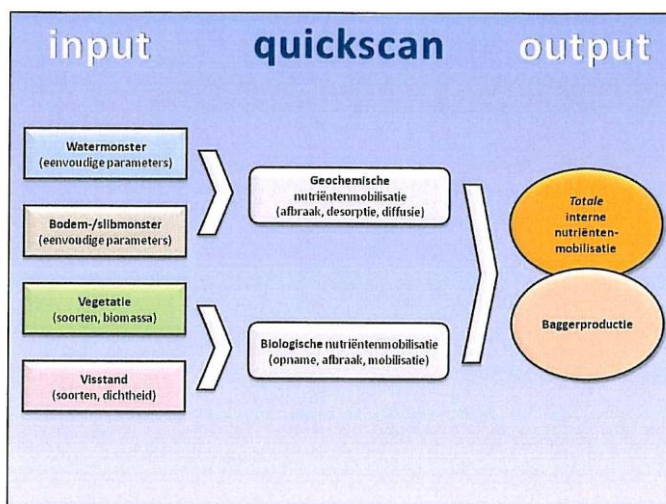 input
quickscan
output
Watermonster
(eenvoudige parameters)
Bodem-/slibmonster
(eenvoudige parameters)
Vegetatie
(soorten, biomassa)
Visstand
(soorten, dichtheid)
Geochemische
nutriëntenmobilisatie
(afbraak, desorptie, diffusie)
Biologische nutriëntenmobilisatie
(opname, afbraak, mobilisatie)
Totale
interne
nutriënten-
mobilisatie
Baggerproductie